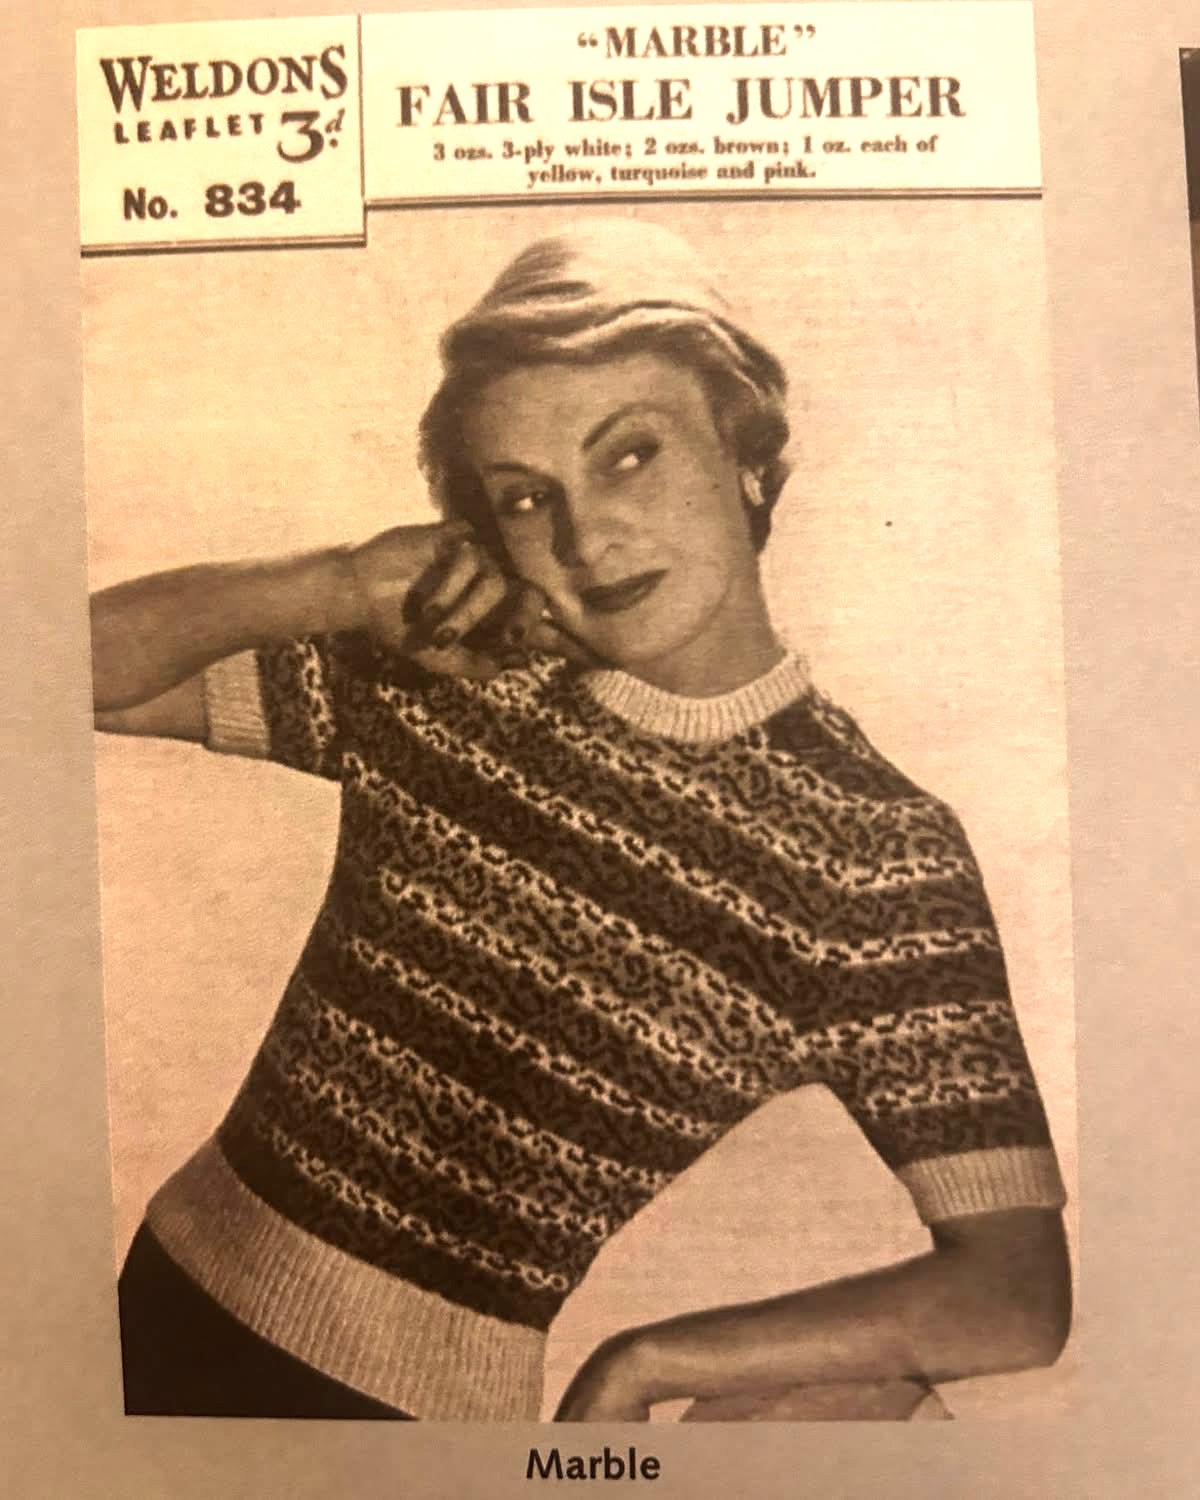 WELDONS
LEAFLET 3d.
No. 834
“MARBLE”
FAIR ISLE JUMPER
3 ozs. 3-ply white; 2 ozs. brown; 1 oz. each of
yellow, turquoise and pink.
Marble